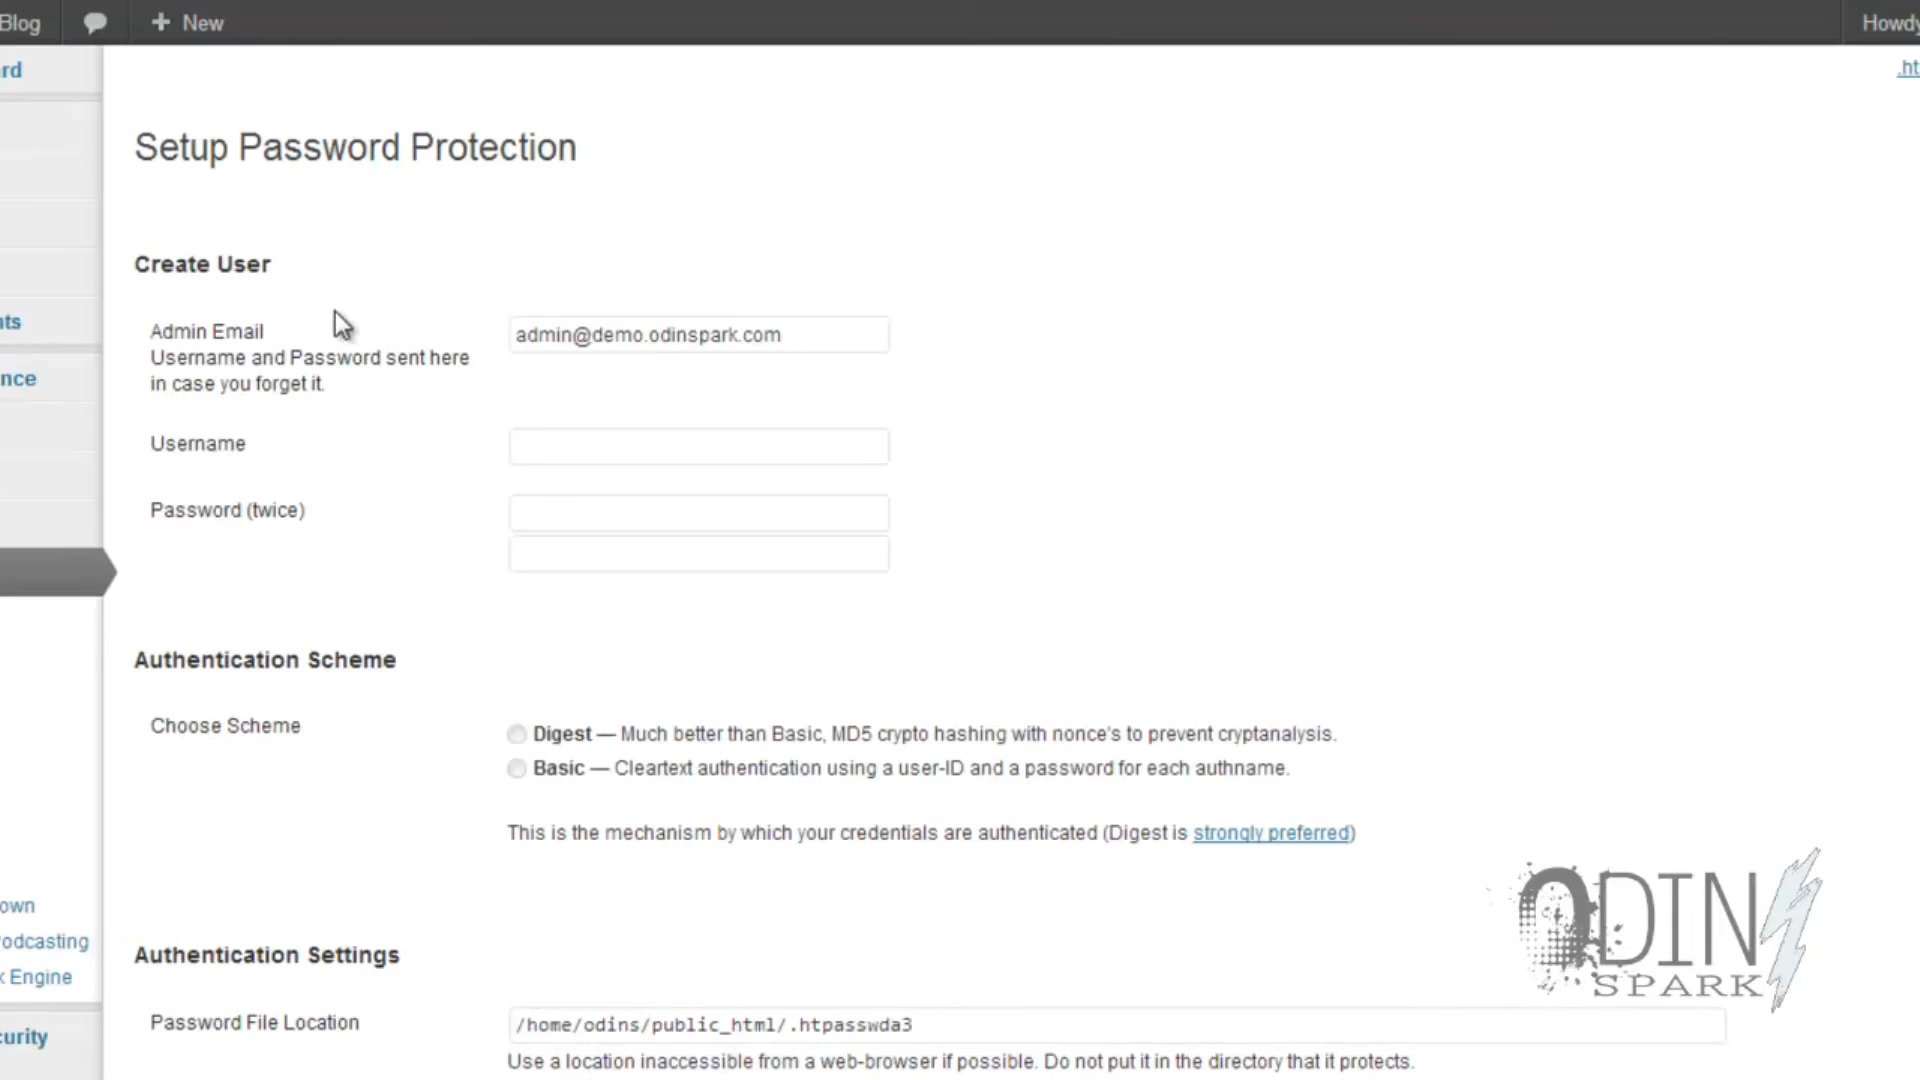 Blog
New
Howdy
rd
.ht
Setup Password Protection
Create User
nts
Admin Email
admin@demo.odinspark.com
Username and Password sent here
in case you forget it.
nce
Username
Password (twice)
Authentication Scheme
Choose Scheme
Digest — Much better than Basic, MD5 crypto hashing with nonce's to prevent cryptanalysis.
Basic — Cleartext authentication using a user-ID and a password for each authname.
This is the mechanism by which your credentials are authenticated (Digest is strongly preferred)
own
odcasting
k Engine
Authentication Settings
ODIN
SPARK
Password File Location
/home/odins/public_html/.htpasswda3
curity
Use a location inaccessible from a web-browser if possible. Do not put it in the directory that it protects.